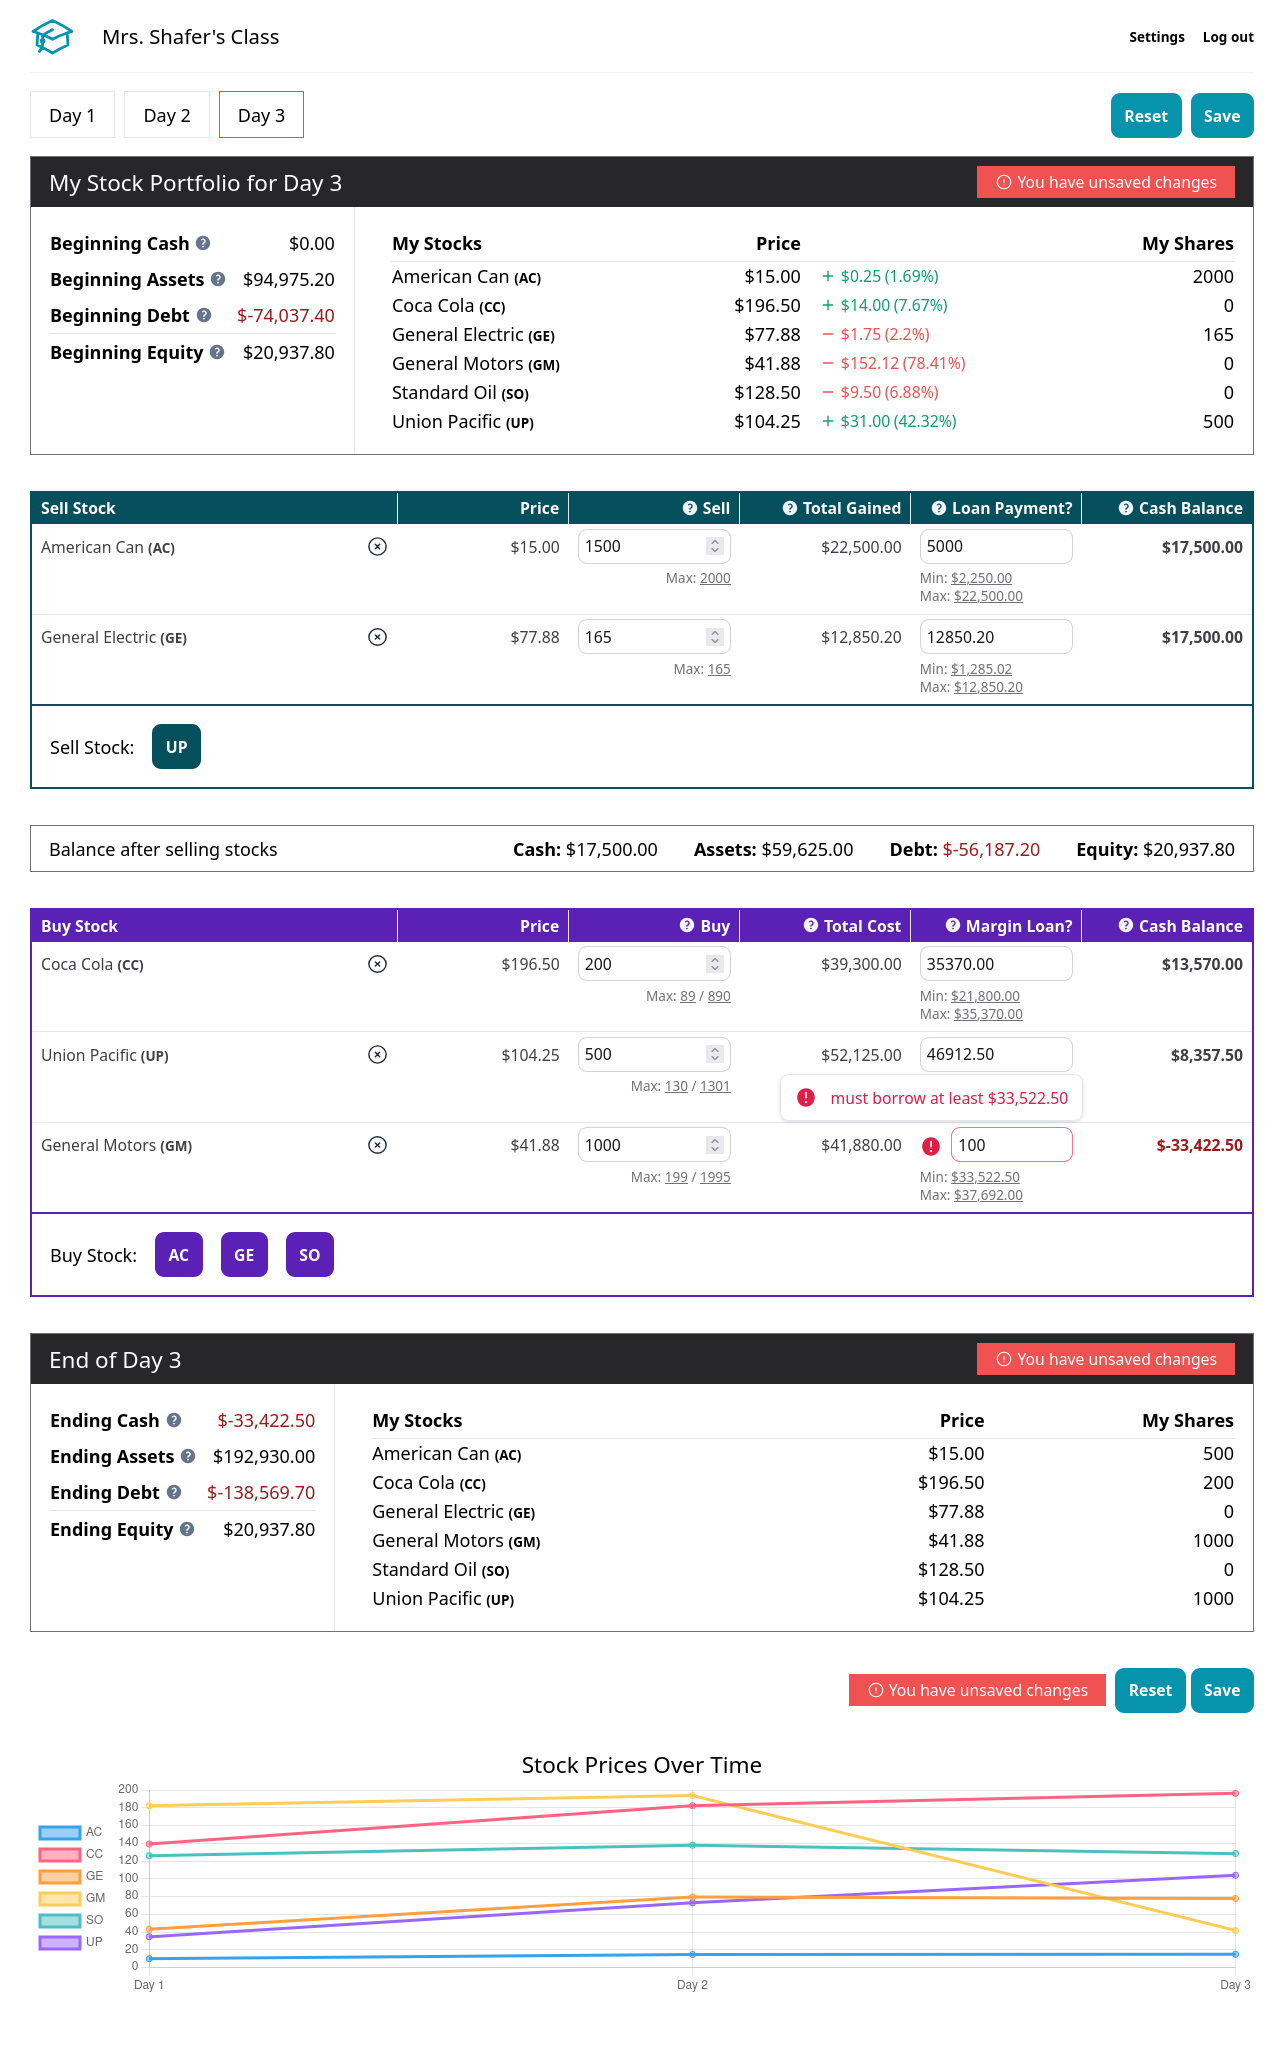 Mrs. Shafer's Class
Settings Log out
Day 1 Day 2 Day 3 Reset Save
My Stock Portfolio for Day 3 You have unsaved changes
Beginning Cash ? $0.00
Beginning Assets ? $94,975.20
Beginning Debt ? $-74,037.40
Beginning Equity ? $20,937.80
My Stocks Price My Shares
American Can (AC) $15.00 + $0.25 (1.69%) 2000
Coca Cola (CC) $196.50 + $14.00 (7.67%) 0
General Electric (GE) $77.88 − $1.75 (2.2%) 165
General Motors (GM) $41.88 − $152.12 (78.41%) 0
Standard Oil (SO) $128.50 − $9.50 (6.88%) 0
Union Pacific (UP) $104.25 + $31.00 (42.32%) 500
Sell Stock Price ? Sell ? Total Gained ? Loan Payment? ? Cash Balance
American Can (AC) $15.00 1500 $22,500.00 5000 $17,500.00
Max: 2000 Min: $2,250.00
Max: $22,500.00
General Electric (GE) $77.88 165 $12,850.20 12850.20 $17,500.00
Max: 165 Min: $1,285.02
Max: $12,850.20
Sell Stock: UP
Balance after selling stocks Cash: $17,500.00 Assets: $59,625.00 Debt: $-56,187.20 Equity: $20,937.80
Buy Stock Price ? Buy ? Total Cost ? Margin Loan? ? Cash Balance
Coca Cola (CC) $196.50 200 $39,300.00 35370.00 $13,570.00
Max: 89 / 890 Min: $21,800.00
Max: $35,370.00
Union Pacific (UP) $104.25 500 $52,125.00 46912.50 $8,357.50
Max: 130 / 1301
must borrow at least $33,522.50
General Motors (GM) $41.88 1000 $41,880.00 100 $-33,422.50
Max: 199 / 1995 Min: $33,522.50
Max: $37,692.00
Buy Stock: AC GE SO
End of Day 3 You have unsaved changes
Ending Cash ? $-33,422.50
Ending Assets ? $192,930.00
Ending Debt ? $-138,569.70
Ending Equity ? $20,937.80
My Stocks Price My Shares
American Can (AC) $15.00 500
Coca Cola (CC) $196.50 200
General Electric (GE) $77.88 0
General Motors (GM) $41.88 1000
Standard Oil (SO) $128.50 0
Union Pacific (UP) $104.25 1000
You have unsaved changes Reset Save
Stock Prices Over Time
AC
CC
GE
GM
SO
UP
200
180
160
140
120
100
80
60
40
20
0
Day 1 Day 2 Day 3